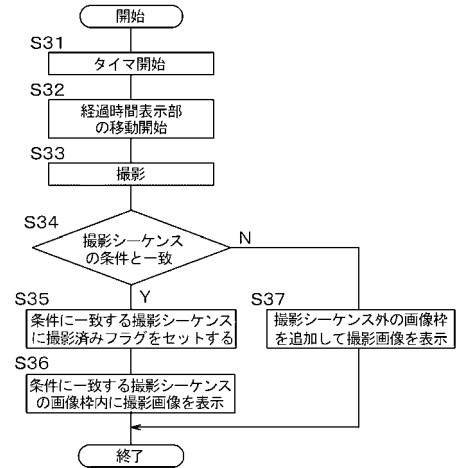 開始
S31
タイマ開始
S32
経過時間表示部
の移動開始
S33
撮影
S34
撮影シーケンス
の条件と一致
N
Y
S35
条件に一致する撮影シーケンス
に撮影済みフラグをセットする
S37
撮影シーケンス外の画像枠
を追加して撮影画像を表示
S36
条件に一致する撮影シーケンス
の画像枠内に撮影画像を表示
終了